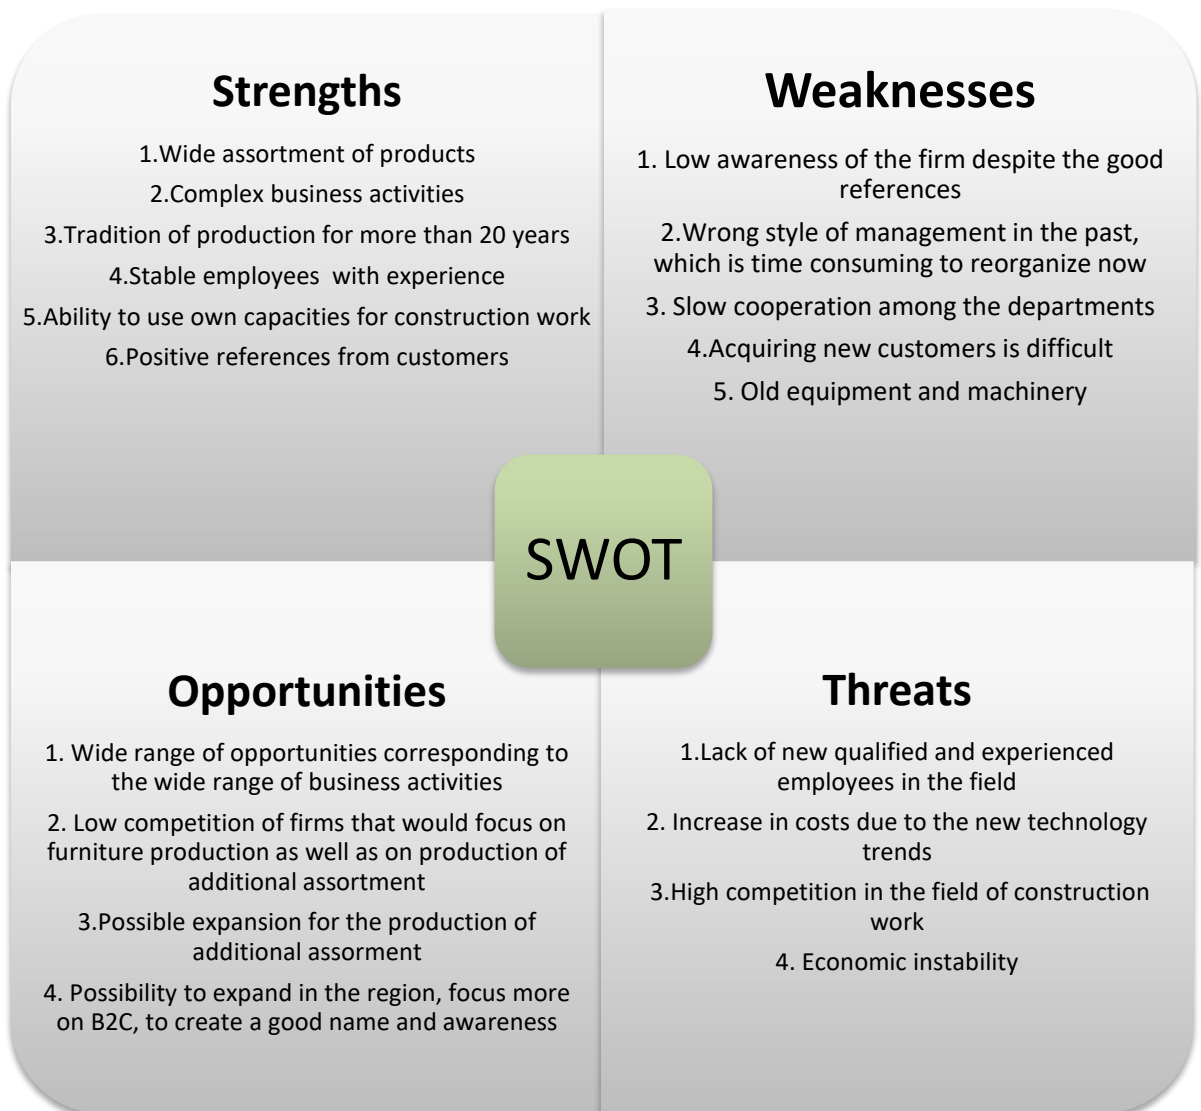 Strengths
1.Wide assortment of products
2.Complex business activities
3.Tradition of production for more than 20 years
4.Stable employees  with experience
5.Ability to use own capacities for construction work
6.Positive references from customers
Weaknesses
1. Low awareness of the firm despite the good
references
2.Wrong style of management in the past,
which is time consuming to reorganize now
3. Slow cooperation among the departments
4.Acquiring new customers is difficult
5. Old equipment and machinery
SWOT
Opportunities
1. Wide range of opportunities corresponding to
the wide range of business activities
2. Low competition of firms that would focus on
furniture production as well as on production of
additional assortment
3.Possible expansion for the production of
additional assorment
4. Possibility to expand in the region, focus more
on B2C, to create a good name and awareness
Threats
1.Lack of new qualified and experienced
employees in the field
2. Increase in costs due to the new technology
trends
3.High competition in the field of construction
work
4. Economic instability